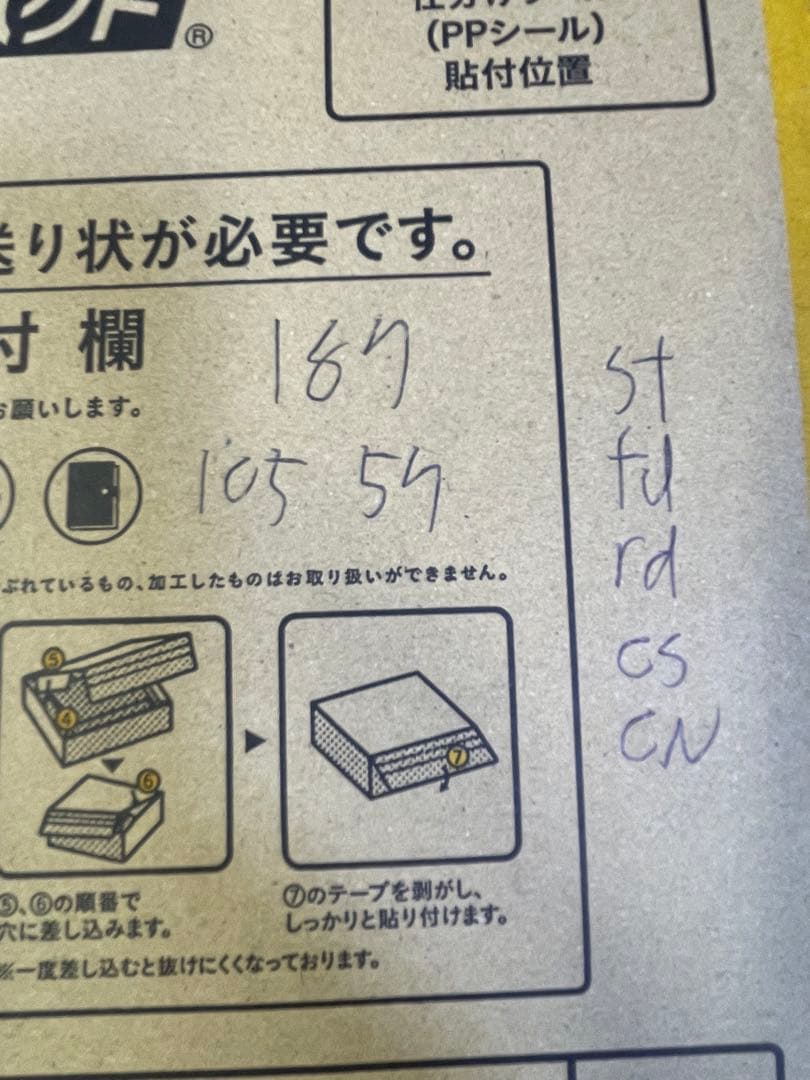 ®
(PPシール)
貼付位置
送り状が必要です。
付欄
187
お願いします。
105 57
ぶれているもの、加工したものはお取り扱いができません。
st
fd
rd
cs
CN
⑤
④
⑥
⑦
⑤、⑥の順番で
穴に差し込みます。
⑦のテープを剥がし、
しっかりと貼り付けます。
※一度差し込むと抜けにくくなっております。